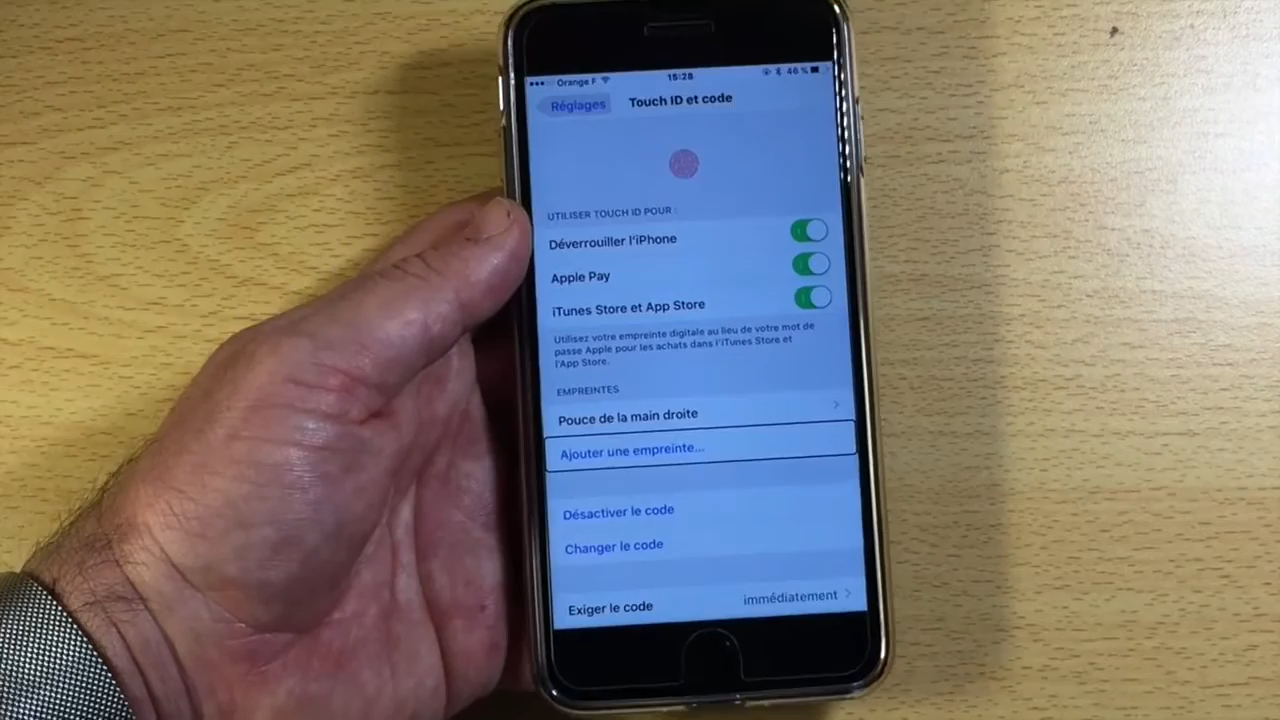 Orange F 15:28 46 %
Réglages Touch ID et code
UTILISER TOUCH ID POUR :
Déverrouiller l'iPhone
Apple Pay
iTunes Store et App Store
Utilisez votre empreinte digitale au lieu de votre mot de
passe Apple pour les achats dans l'iTunes Store et
l'App Store.
EMPREINTES
Pouce de la main droite
Ajouter une empreinte...
Désactiver le code
Changer le code
Exiger le code immédiatement